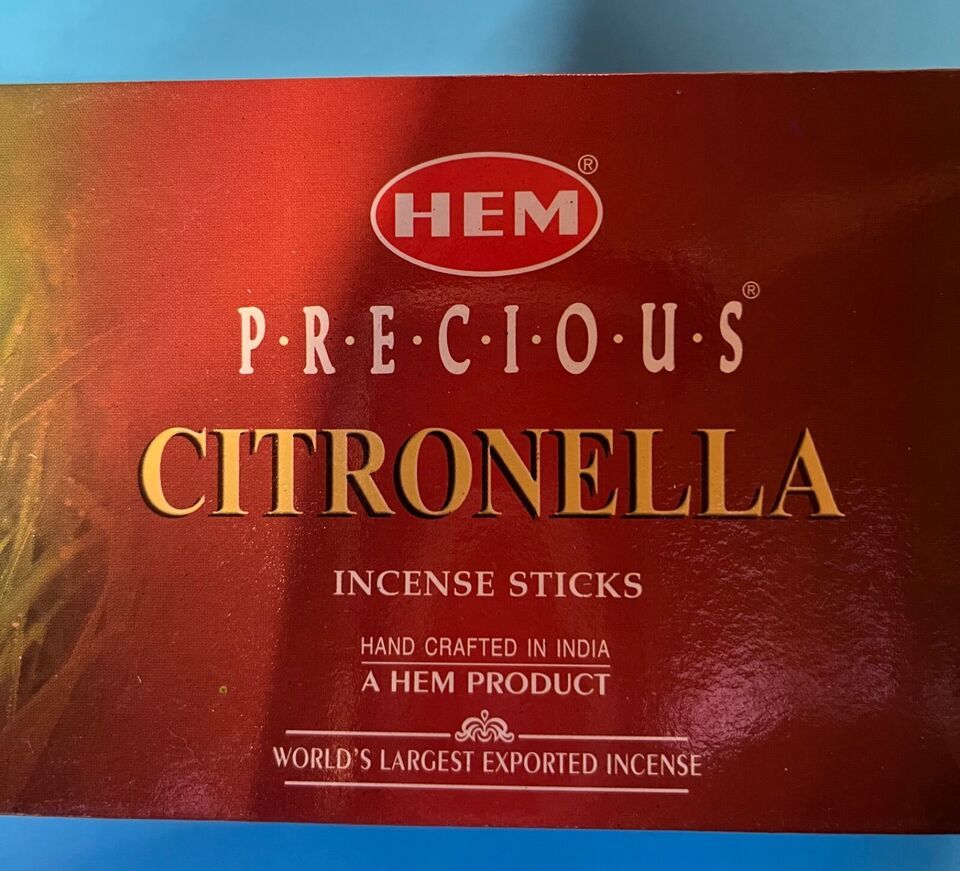 HEM®
P·R·E·C·I·O·U·S®
CITRONELLA
INCENSE STICKS
HAND CRAFTED IN INDIA
A HEM PRODUCT
WORLD'S LARGEST EXPORTED INCENSE